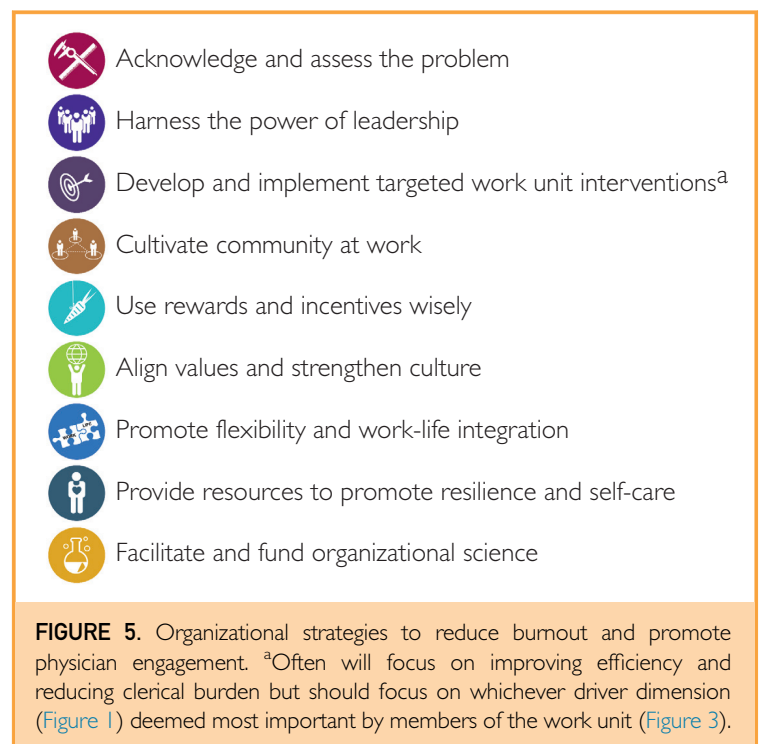 Acknowledge and assess the problem
Harness the power of leadership
Develop and implement targeted work unit interventionsᵃ
Cultivate community at work
Use rewards and incentives wisely
Align values and strengthen culture
Promote flexibility and work-life integration
Provide resources to promote resilience and self-care
Facilitate and fund organizational science
FIGURE 5. Organizational strategies to reduce burnout and promote
physician engagement. ᵃOften will focus on improving efficiency and
reducing clerical burden but should focus on whichever driver dimension
(Figure 1) deemed most important by members of the work unit (Figure 3).